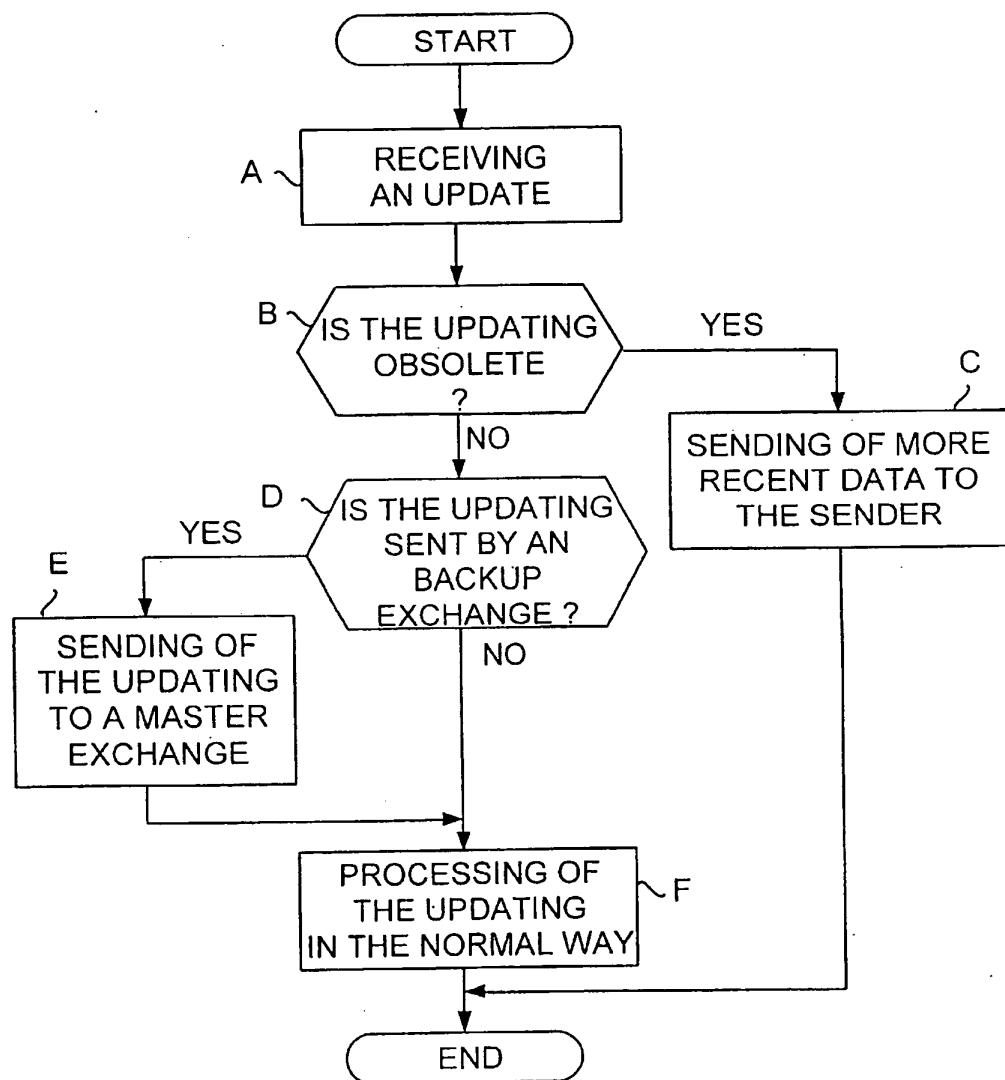 START
A
RECEIVING
AN UPDATE
B
IS THE UPDATING
OBSOLETE
?
YES
NO
C
SENDING OF MORE
RECENT DATA TO
THE SENDER
D
IS THE UPDATING
SENT BY AN
BACKUP
EXCHANGE ?
YES
NO
E
SENDING OF
THE UPDATING
TO A MASTER
EXCHANGE
PROCESSING OF
THE UPDATING
IN THE NORMAL WAY
F
END